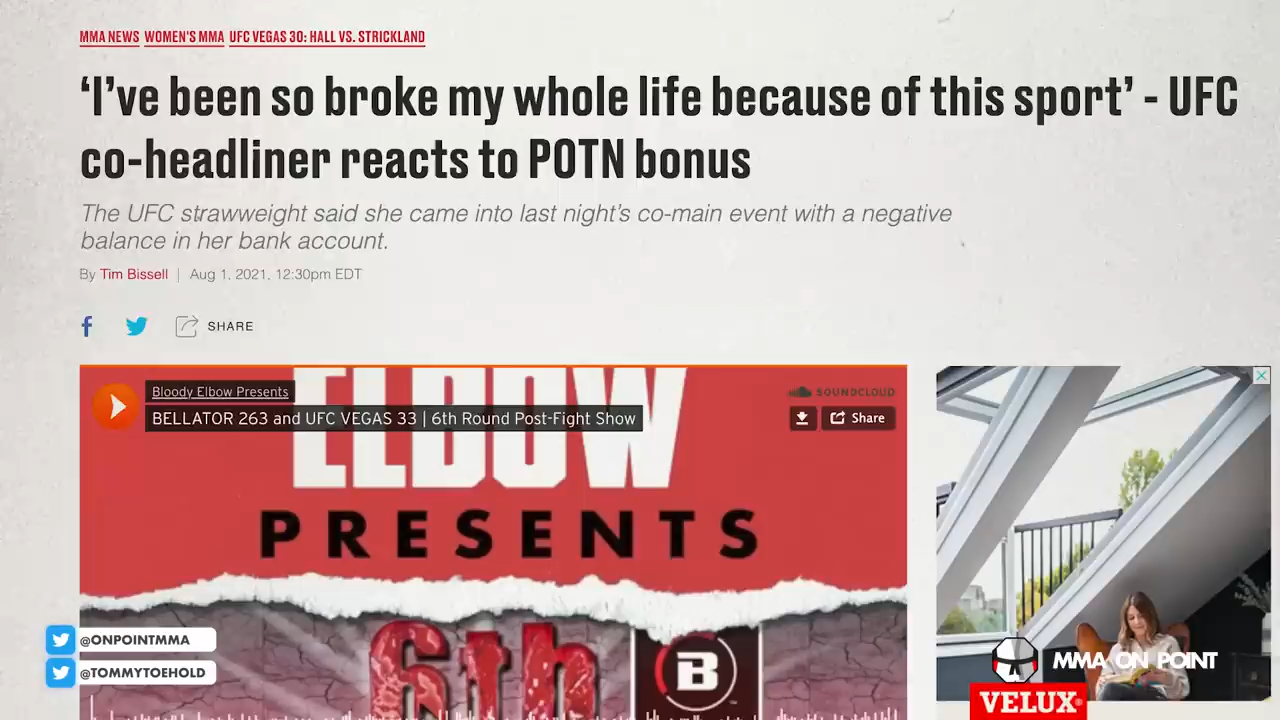 MMA NEWS WOMEN'S MMA UFC VEGAS 30: HALL VS. STRICKLAND
‘I’ve been so broke my whole life because of this sport’ - UFC
co-headliner reacts to POTN bonus
The UFC strawweight said she came into last night’s co-main event with a negative
balance in her bank account.
By Tim Bissell | Aug 1, 2021, 12:30pm EDT
SHARE
Bloody Elbow Presents
SOUNDCLOUD
BELLATOR 263 and UFC VEGAS 33 | 6th Round Post-Fight Show
Share
ELBOW
PRESENTS
6th
B
@ONPOINTMMA
@TOMMYTOEHOLD
MMA ON POINT
VELUX®